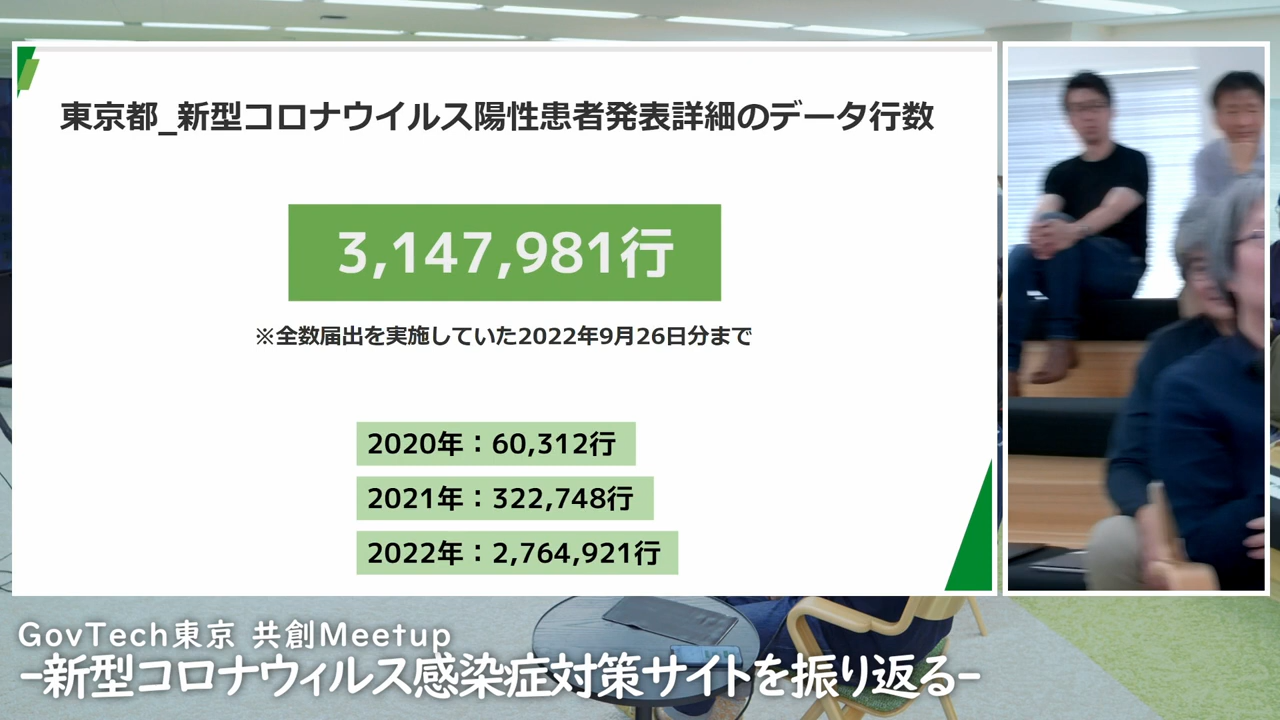 東京都_新型コロナウイルス陽性患者発表詳細のデータ行数
3,147,981行
※全数届出を実施していた2022年9月26日分まで
2020年：60,312行
2021年：322,748行
2022年：2,764,921行
GovTech東京 共創Meetup
-新型コロナウィルス感染症対策サイトを振り返る-